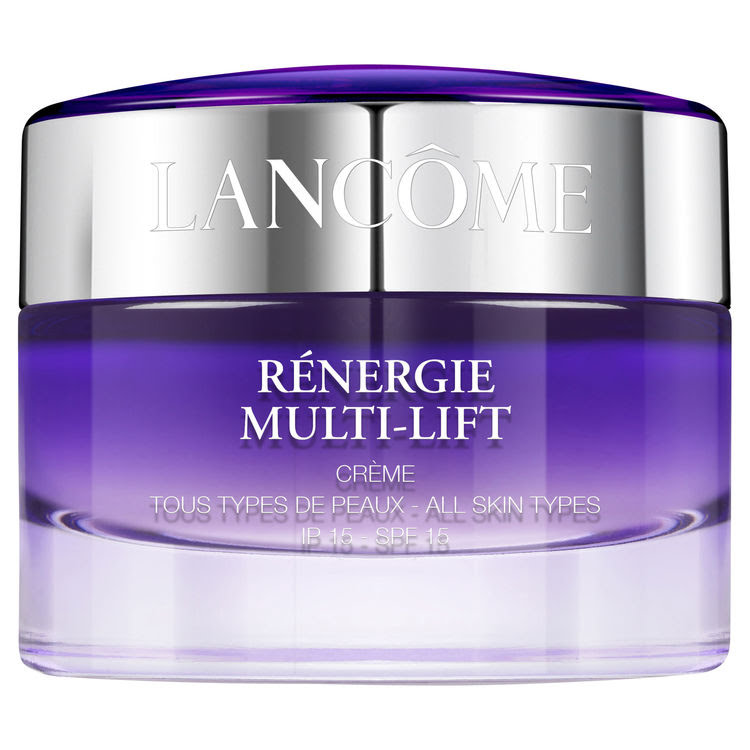 LANCÔME
RÉNERGIE
MULTI-LIFT
CRÈME
TOUS TYPES DE PEAUX - ALL SKIN TYPES
IP 15 - SPF 15